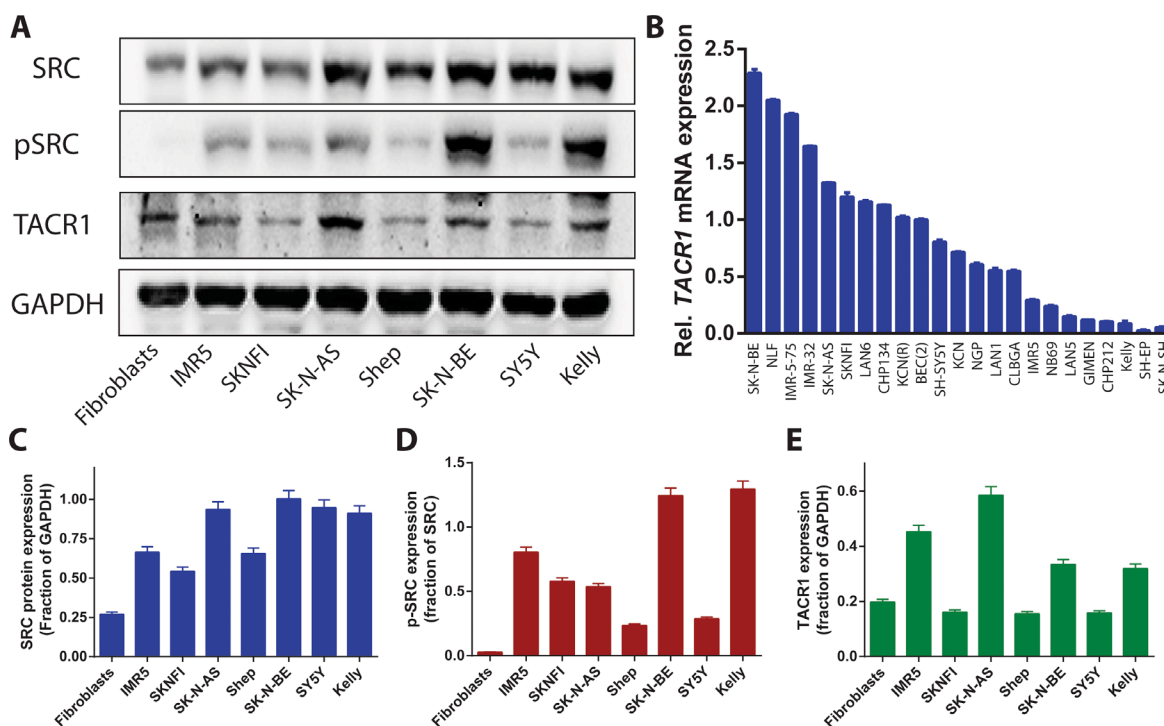 A
SRC
pSRC
TACR1
GAPDH
Fibroblasts
IMR5
SKNFI
SK-N-AS
Shep
SK-N-BE
SY5Y
Kelly
B
Rel. TACR1 mRNA expression
2.5
2.0
1.5
1.0
0.5
0.0
SK-N-BE
NLF
IMR-5-75
IMR-32
SK-N-AS
SKNFI
LAN6
CHP134
KCN(R)
BEC(2)
SH-SY5Y
KCN
NGP
LAN1
CLBGA
IMR5
NB69
LAN5
GIMEN
CHP212
Kelly
SH-EP
SK-N-SH
C
SRC protein expression
(Fraction of GAPDH)
1.00
0.75
0.50
0.25
0.00
Fibroblasts
IMR5
SKNFI
SK-N-AS
Shep
SK-N-BE
SY5Y
Kelly
D
p-SRC expression
(fraction of SRC)
1.5
1.0
0.5
0.0
Fibroblasts
IMR5
SKNFI
SK-N-AS
Shep
SK-N-BE
SY5Y
Kelly
E
TACR1 expression
(fraction of GAPDH)
0.6
0.4
0.2
0.0
Fibroblasts
IMR5
SKNFI
SK-N-AS
Shep
SK-N-BE
SY5Y
Kelly